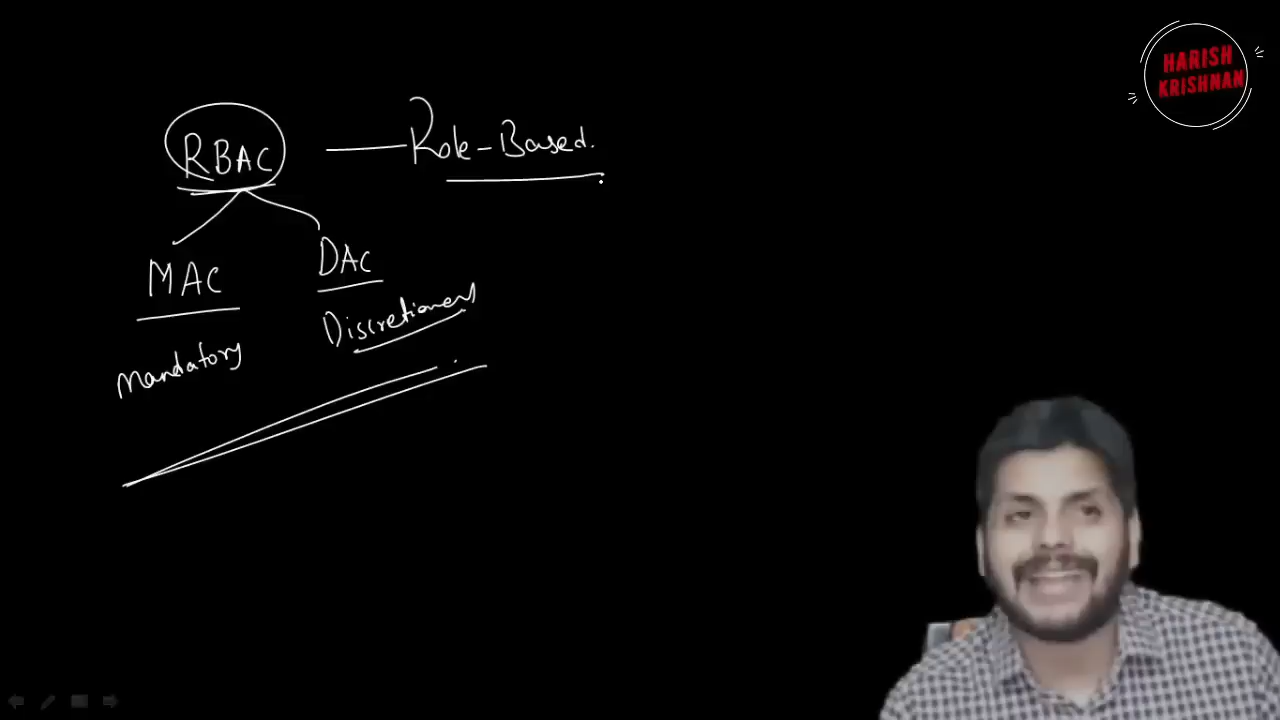 RBAC — Role-Based.
MAC
DAC
Mandatory
Discretionary
HARISH
KRISHNAN